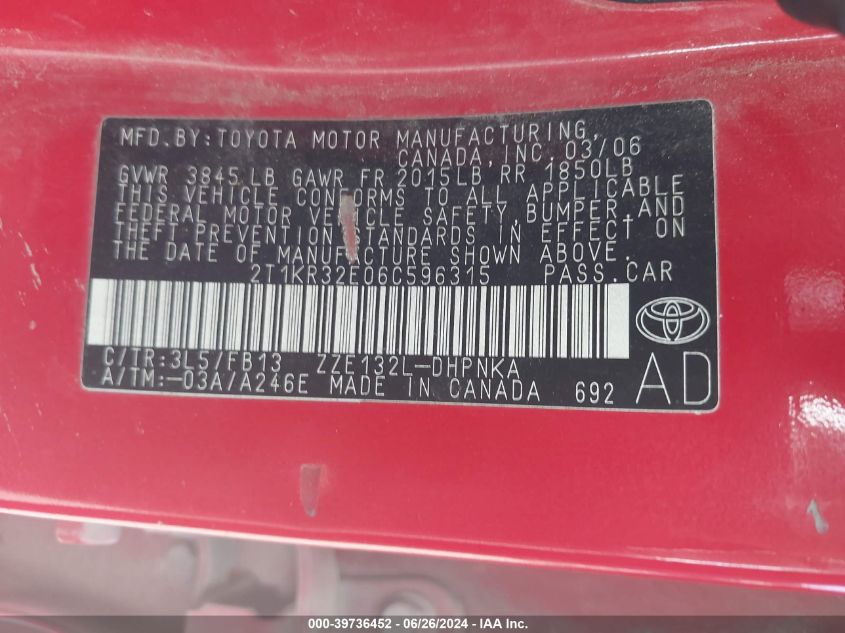 MFD. BY: TOYOTA MOTOR MANUFACTURING,
CANADA, INC. 03/06
GVWR 3845 LB GAWR FR 2015LB RR 1850LB
THIS VEHICLE CONFORMS TO ALL APPLICABLE
FEDERAL MOTOR VEHICLE SAFETY, BUMPER AND
THEFT PREVENTION STANDARDS IN EFFECT ON
THE DATE OF MANUFACTURE SHOWN ABOVE.
2T1KR32E06C596315 PASS. CAR
C/TR: 3L5/FB13 ZZE132L-DHPNKA
A/TM: -03A/A246E MADE IN CANADA 692 AD
000-39736452 / 06/26/2024 / IAA Inc.